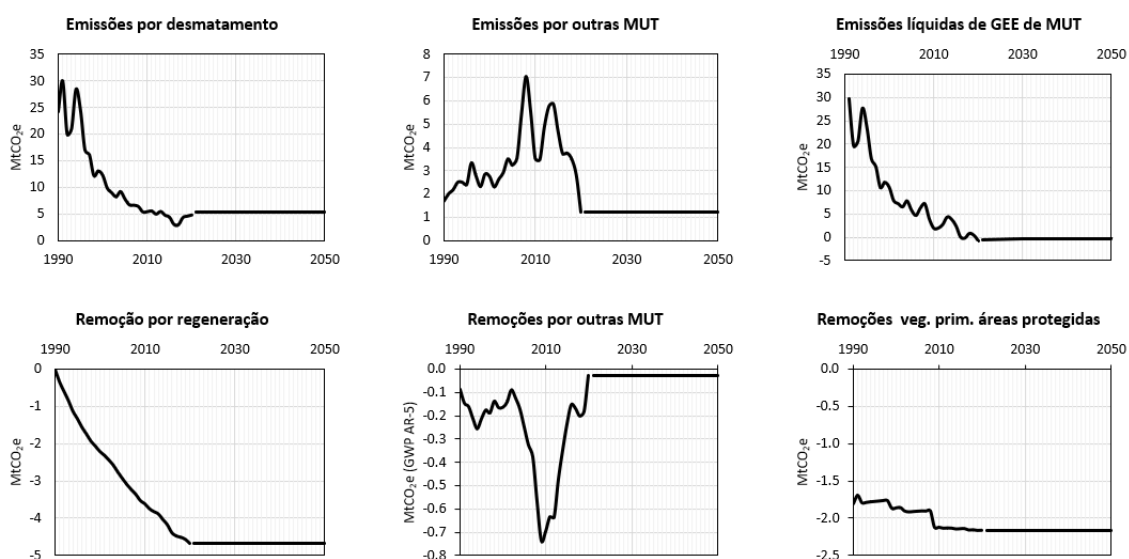 Emissões por desmatamento
MtCO₂e
35
30
25
20
15
10
5
0
1990 2010 2030 2050
Emissões por outras MUT
MtCO₂e
8
7
6
5
4
3
2
1
0
1990 2010 2030 2050
Emissões líquidas de GEE de MUT
1990 2010 2030 2050
MtCO₂e
35
30
25
20
15
10
5
0
-5
Remoção por regeneração
1990 2010 2030 2050
MtCO₂e
0
-1
-2
-3
-4
-5
Remoções por outras MUT
1990 2010 2030 2050
MtCO₂e (GWP AR-5)
0.0
-0.1
-0.2
-0.3
-0.4
-0.5
-0.6
-0.7
-0.8
Remoções veg. prim. áreas protegidas
1990 2010 2030 2050
MtCO₂e
0.0
-0.5
-1.0
-1.5
-2.0
-2.5